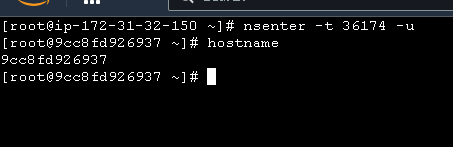 [root@ip-172-31-32-150 ~]# nsenter -t 36174 -u
[root@9cc8fd926937 ~]# hostname
9cc8fd926937
[root@9cc8fd926937 ~]#